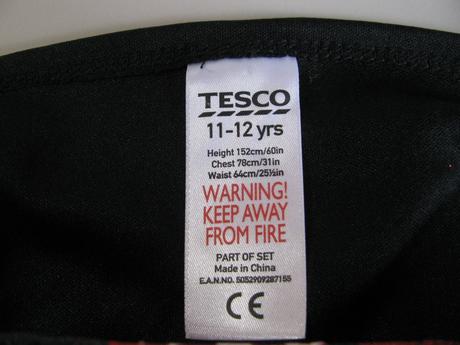 TESCO
11-12 yrs
Height 152cm/60in
Chest 78cm/31in
Waist 64cm/25½in
WARNING!
KEEP AWAY
FROM FIRE
PART OF SET
Made in China
E.A.N.NO. 5052909287155
CE